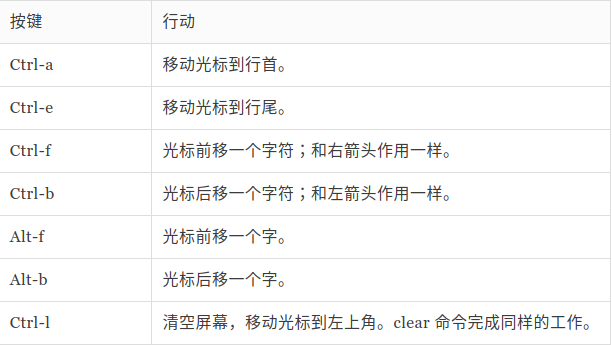 按键 行动
Ctrl-a 移动光标到行首。
Ctrl-e 移动光标到行尾。
Ctrl-f 光标前移一个字符；和右箭头作用一样。
Ctrl-b 光标后移一个字符；和左箭头作用一样。
Alt-f 光标前移一个字。
Alt-b 光标后移一个字。
Ctrl-l 清空屏幕，移动光标到左上角。clear 命令完成同样的工作。